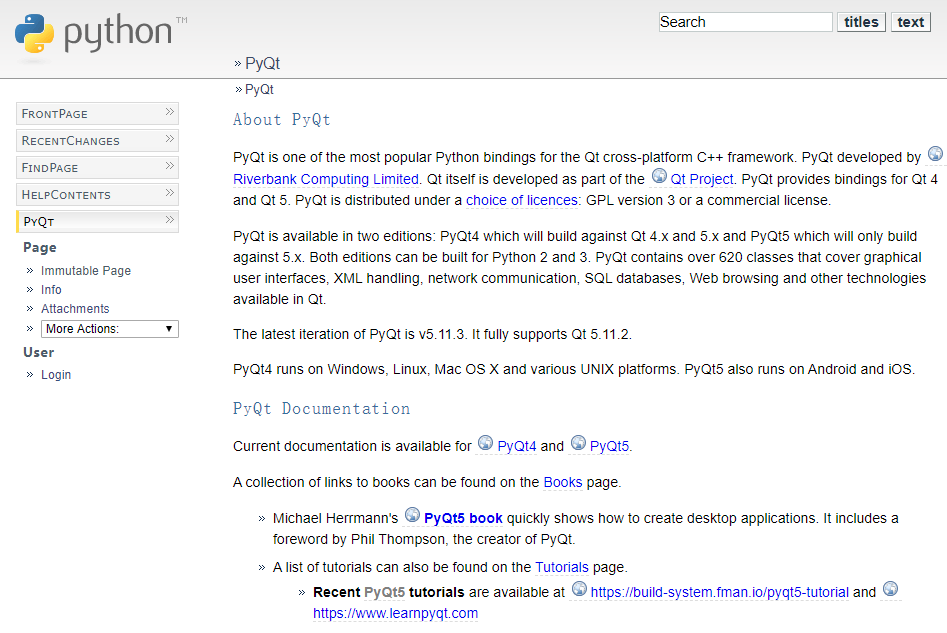 python™
Search titles text
» PyQt
» PyQt
FRONTPAGE »
RECENTCHANGES »
FINDPAGE »
HELPCONTENTS »
PYQT »
Page
» Immutable Page
» Info
» Attachments
» More Actions: ▼
User
» Login
About PyQt
PyQt is one of the most popular Python bindings for the Qt cross-platform C++ framework. PyQt developed by
Riverbank Computing Limited. Qt itself is developed as part of the Qt Project. PyQt provides bindings for Qt 4
and Qt 5. PyQt is distributed under a choice of licences: GPL version 3 or a commercial license.
PyQt is available in two editions: PyQt4 which will build against Qt 4.x and 5.x and PyQt5 which will only build
against 5.x. Both editions can be built for Python 2 and 3. PyQt contains over 620 classes that cover graphical
user interfaces, XML handling, network communication, SQL databases, Web browsing and other technologies
available in Qt.
The latest iteration of PyQt is v5.11.3. It fully supports Qt 5.11.2.
PyQt4 runs on Windows, Linux, Mac OS X and various UNIX platforms. PyQt5 also runs on Android and iOS.
PyQt Documentation
Current documentation is available for PyQt4 and PyQt5.
A collection of links to books can be found on the Books page.
» Michael Herrmann's PyQt5 book quickly shows how to create desktop applications. It includes a
foreword by Phil Thompson, the creator of PyQt.
» A list of tutorials can also be found on the Tutorials page.
» Recent PyQt5 tutorials are available at https://build-system.fman.io/pyqt5-tutorial and
https://www.learnpyqt.com